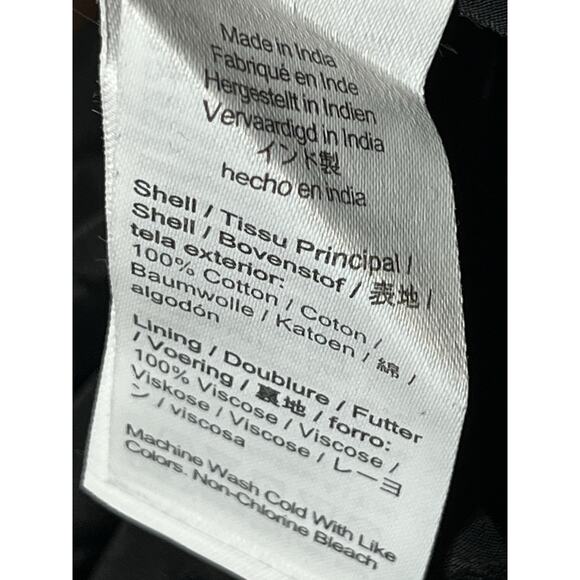 Made in India
Fabriqué en Inde
Hergestellt in Indien
Vervaardigd in India
インド製
hecho en india
Shell / Tissu Principal /
Shell / Bovenstof / 表地 /
tela exterior:
100% Cotton / Coton /
Baumwolle / Katoen / 綿 /
algodón
Lining / Doublure / Futter
/ Voering / 裏地 / forro:
100% Viscose / Viscose /
Viskose / Viscose / レーヨ
ン / viscosa
Machine Wash Cold With Like
Colors. Non-Chlorine Bleach